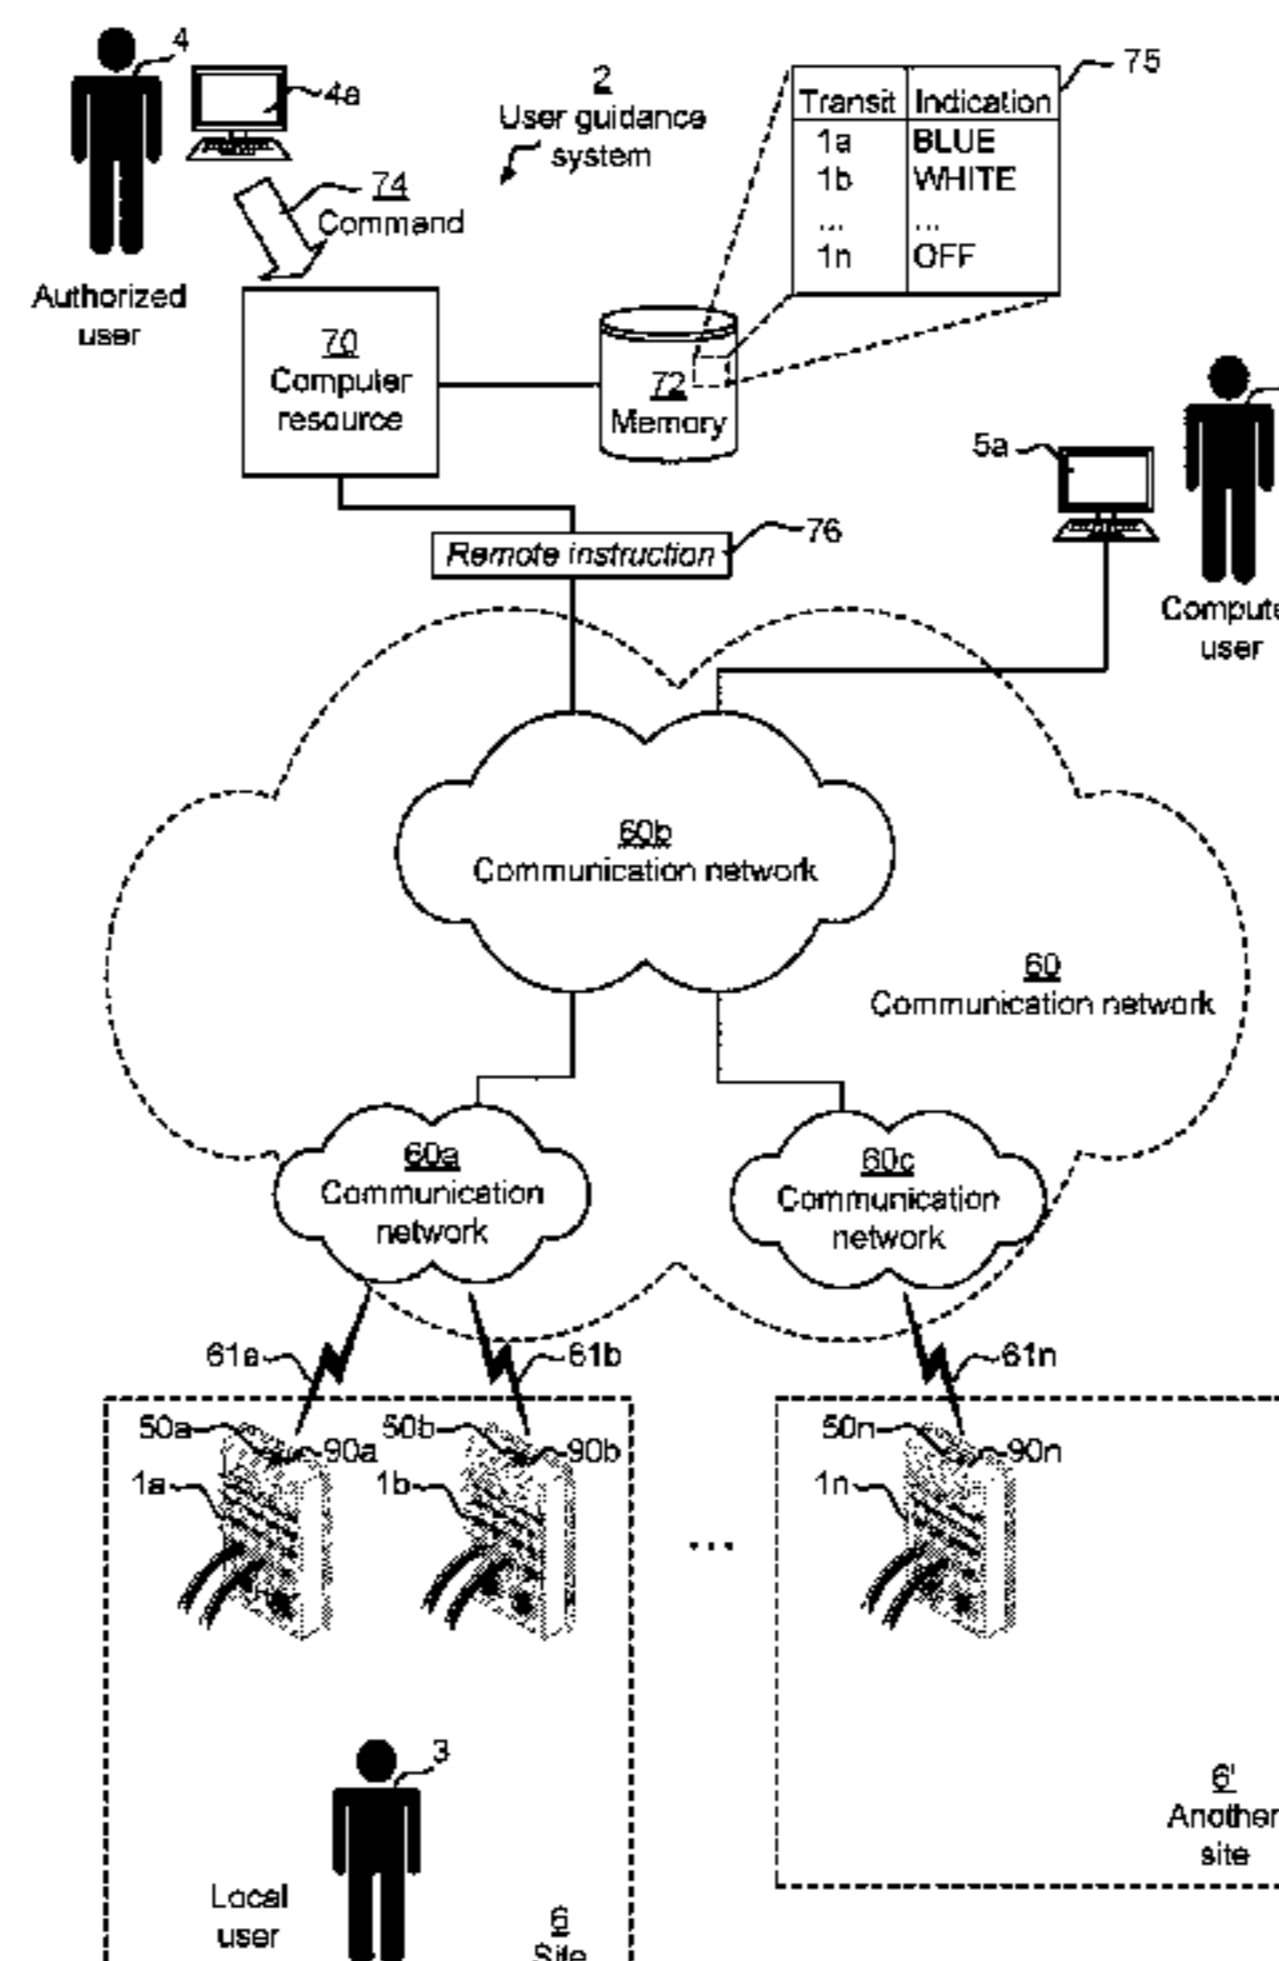 4
4a
2
User guidance
system
75
Transit Indication
1a BLUE
1b WHITE
... ...
1n OFF
74
Command
Authorized
user
70
Computer
resource
72
Memory
5a
76
Remote instruction
user
60b
Communication network
60
Communication network
60a
Communication
network
60c
Communication
network
61a
61b
61n
50a
90a
1a
50b
90b
1b
...
50n
90n
1n
3
6'
Another
site
Local
user
6
Site